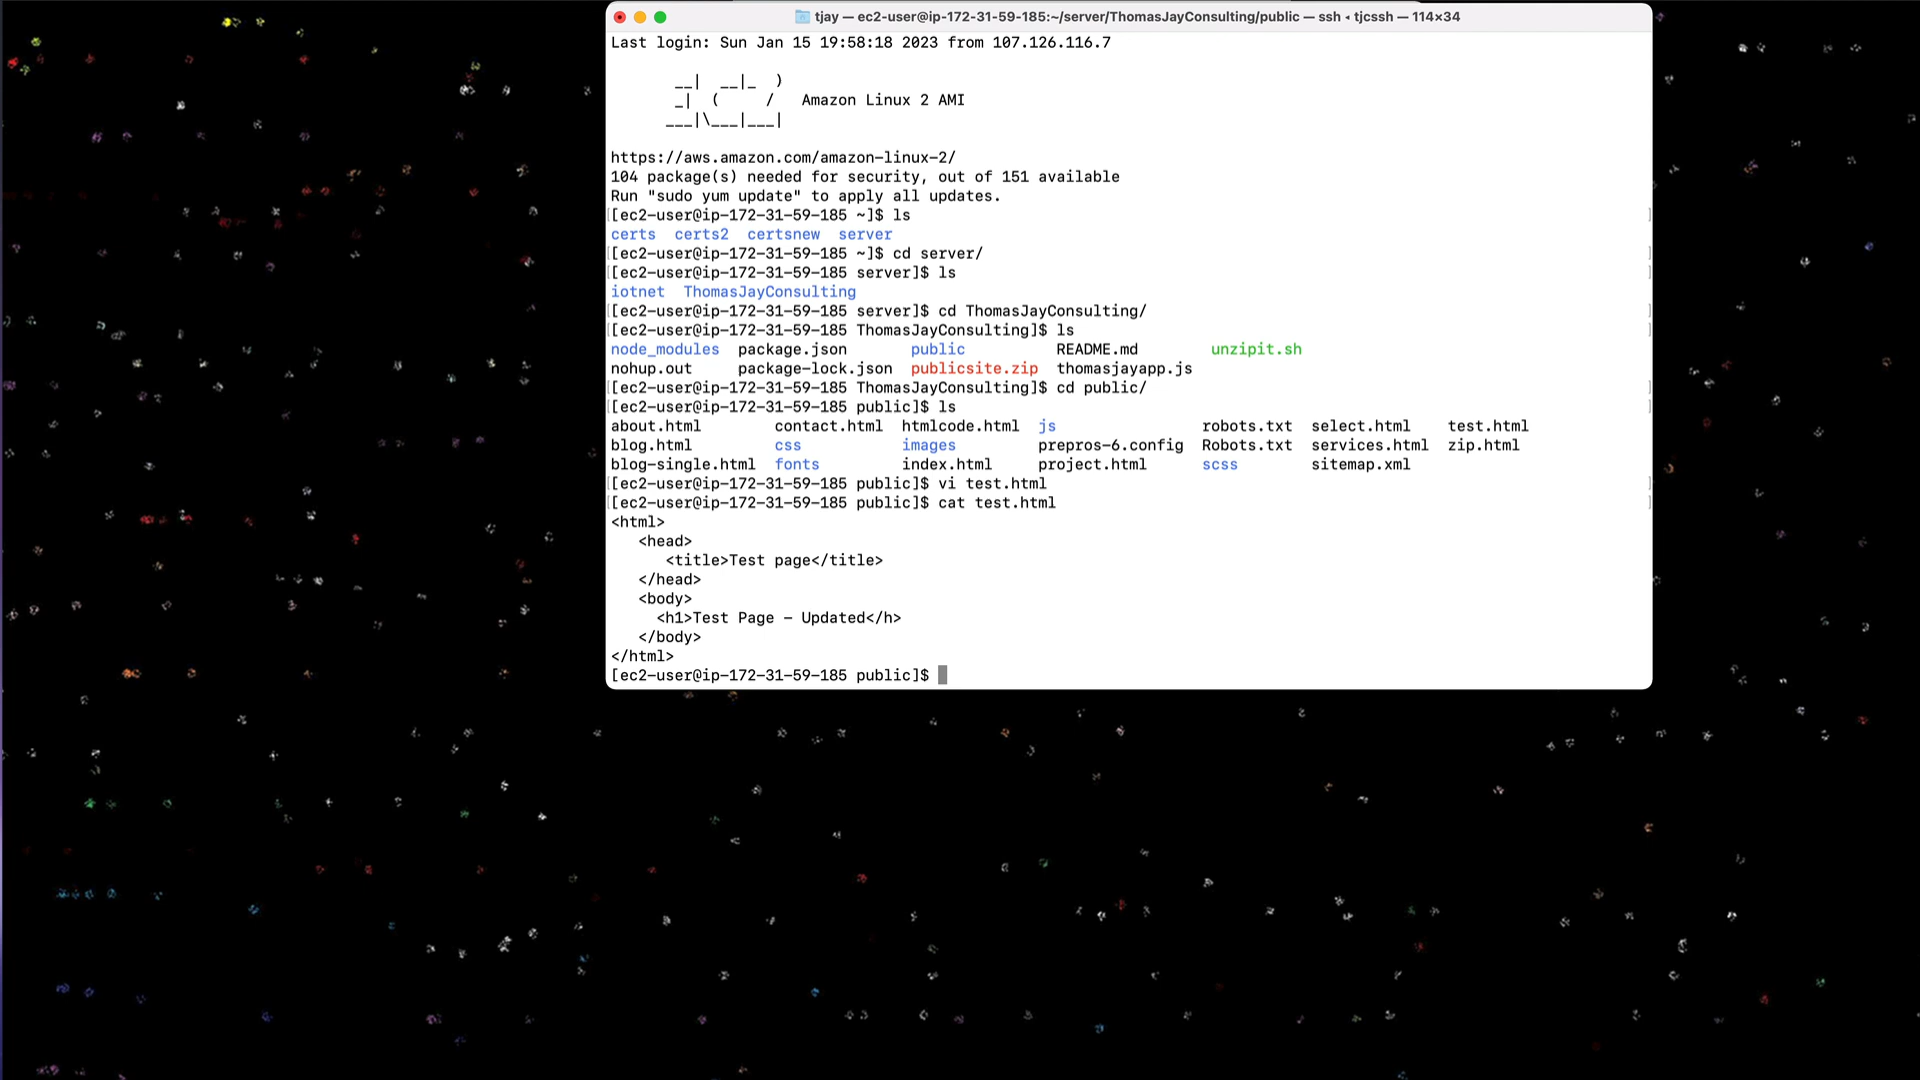 tjay — ec2-user@ip-172-31-59-185:~/server/ThomasJayConsulting/public — ssh ◂ tjcssh — 114×34
Last login: Sun Jan 15 19:58:18 2023 from 107.126.116.7
       __|  __|_  )
       _|  (     /   Amazon Linux 2 AMI
      ___|\___|___|
https://aws.amazon.com/amazon-linux-2/
104 package(s) needed for security, out of 151 available
Run "sudo yum update" to apply all updates.
[[ec2-user@ip-172-31-59-185 ~]$ ls ]
certs  certs2  certsnew  server
[[ec2-user@ip-172-31-59-185 ~]$ cd server/ ]
[[ec2-user@ip-172-31-59-185 server]$ ls ]
iotnet  ThomasJayConsulting
[[ec2-user@ip-172-31-59-185 server]$ cd ThomasJayConsulting/ ]
[[ec2-user@ip-172-31-59-185 ThomasJayConsulting]$ ls ]
node_modules  package.json       public          README.md        unzipit.sh
nohup.out     package-lock.json  publicsite.zip  thomasjayapp.js
[[ec2-user@ip-172-31-59-185 ThomasJayConsulting]$ cd public/ ]
[[ec2-user@ip-172-31-59-185 public]$ ls ]
about.html        contact.html  htmlcode.html  js                robots.txt  select.html    test.html
blog.html         css           images         prepros-6.config  Robots.txt  services.html  zip.html
blog-single.html  fonts         index.html     project.html      scss        sitemap.xml
[[ec2-user@ip-172-31-59-185 public]$ vi test.html ]
[[ec2-user@ip-172-31-59-185 public]$ cat test.html ]
<html>
   <head>
      <title>Test page</title>
   </head>
   <body>
     <h1>Test Page – Updated</h>
   </body>
</html>
[ec2-user@ip-172-31-59-185 public]$